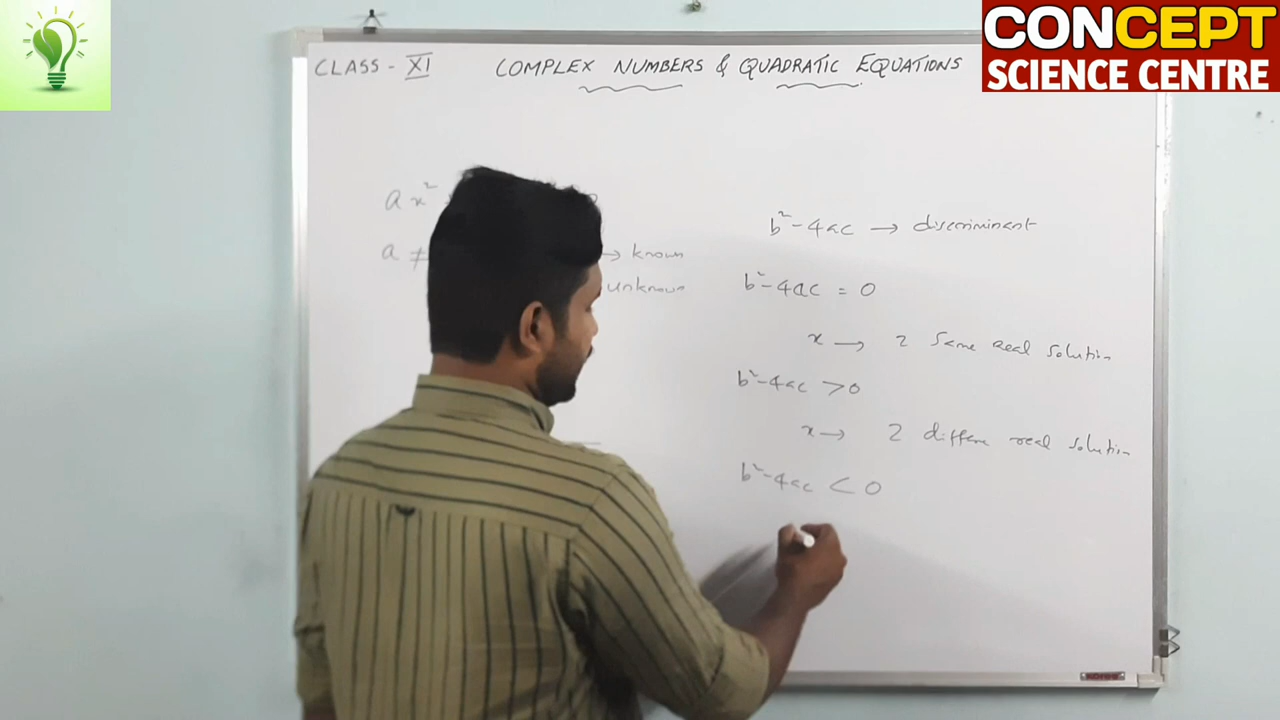 CONCEPT
SCIENCE CENTRE
CLASS - XI COMPLEX NUMBERS & QUADRATIC EQUATIONS
a x²
a ≠ → known
unknown
b²-4ac → discriminant
b²-4ac = 0
x → 2 Same real solution
b²-4ac > 0
x → 2 differe real solution
b²-4ac < 0